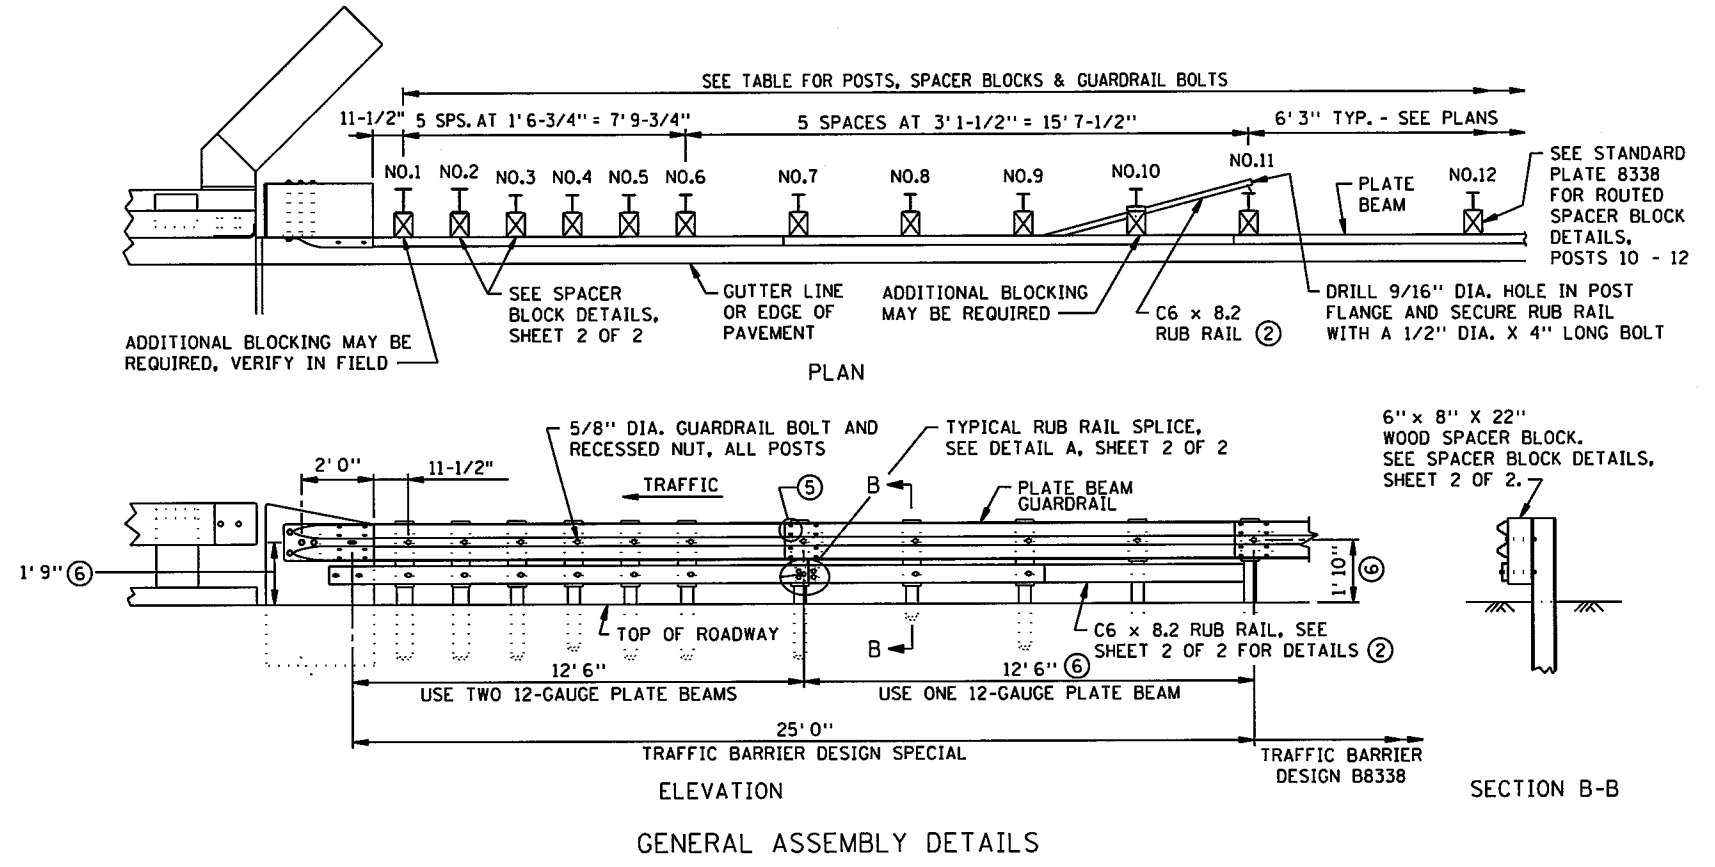 SEE TABLE FOR POSTS, SPACER BLOCKS & GUARDRAIL BOLTS
11-1/2"
5 SPS. AT 1'6-3/4" = 7'9-3/4"
5 SPACES AT 3'1-1/2" = 15'7-1/2"
6'3" TYP. - SEE PLANS
NO.1
NO.2
NO.3
NO.4
NO.5
NO.6
NO.7
NO.8
NO.9
NO.10
NO.11
NO.12
PLATE
BEAM
SEE STANDARD
PLATE 8338
FOR ROUTED
SPACER BLOCK
DETAILS,
POSTS 10 - 12
ADDITIONAL BLOCKING MAY BE
REQUIRED, VERIFY IN FIELD
SEE SPACER
BLOCK DETAILS,
SHEET 2 OF 2
GUTTER LINE
OR EDGE OF
PAVEMENT
ADDITIONAL BLOCKING
MAY BE REQUIRED
C6 x 8.2
RUB RAIL 2
DRILL 9/16" DIA. HOLE IN POST
FLANGE AND SECURE RUB RAIL
WITH A 1/2" DIA. X 4" LONG BOLT
PLAN
5/8" DIA. GUARDRAIL BOLT AND
RECESSED NUT, ALL POSTS
TYPICAL RUB RAIL SPLICE,
SEE DETAIL A, SHEET 2 OF 2
6" x 8" X 22"
WOOD SPACER BLOCK.
SEE SPACER BLOCK DETAILS,
SHEET 2 OF 2.
2'0"
11-1/2"
TRAFFIC
5
B
PLATE BEAM
GUARDRAIL
1'9" 6
1'10" 6
TOP OF ROADWAY
B
C6 x 8.2 RUB RAIL, SEE
SHEET 2 OF 2 FOR DETAILS 2
12'6"
USE TWO 12-GAUGE PLATE BEAMS
12'6" 6
USE ONE 12-GAUGE PLATE BEAM
25'0"
TRAFFIC BARRIER DESIGN SPECIAL
TRAFFIC BARRIER
DESIGN B8338
ELEVATION
SECTION B-B
GENERAL ASSEMBLY DETAILS